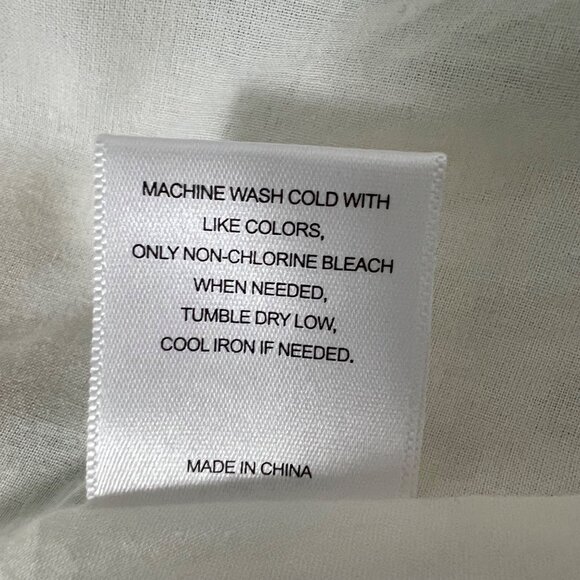 MACHINE WASH COLD WITH
LIKE COLORS,
ONLY NON-CHLORINE BLEACH
WHEN NEEDED,
TUMBLE DRY LOW,
COOL IRON IF NEEDED.
MADE IN CHINA